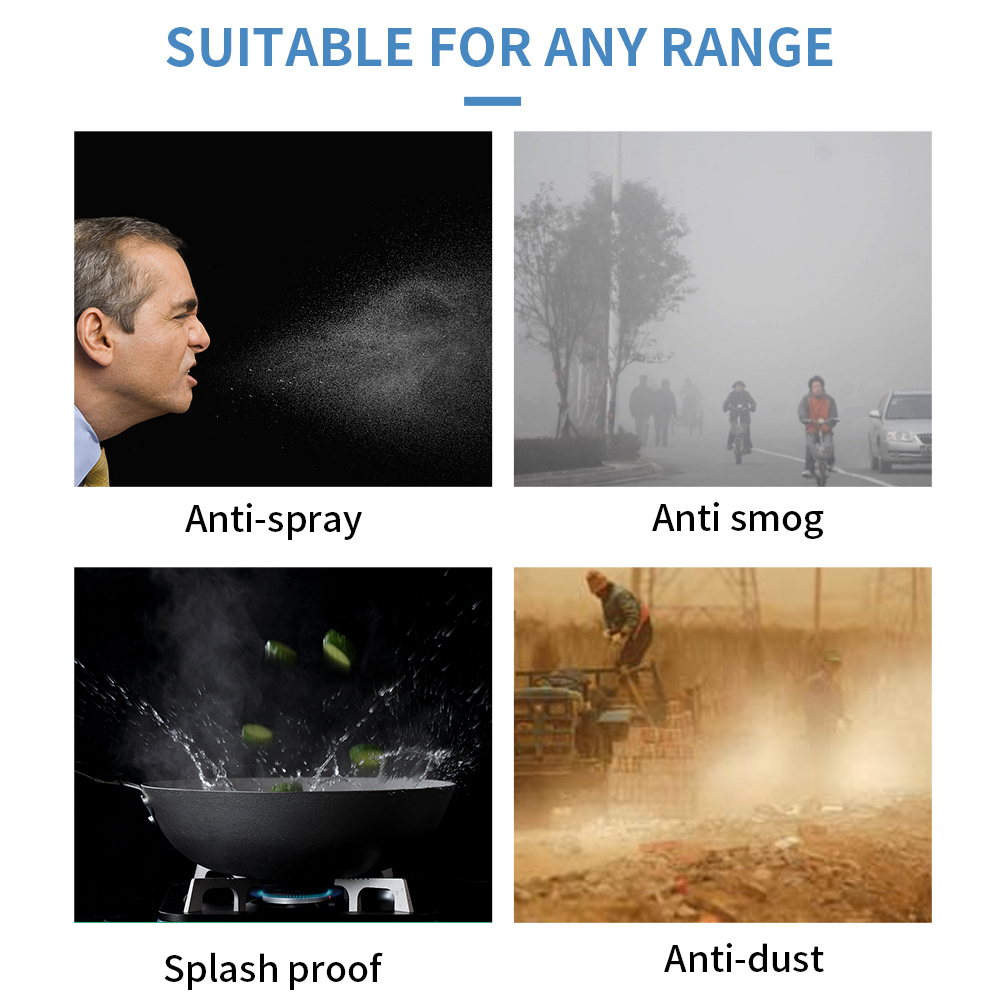 SUITABLE FOR ANY RANGE
Anti-spray
Anti smog
Splash proof
Anti-dust